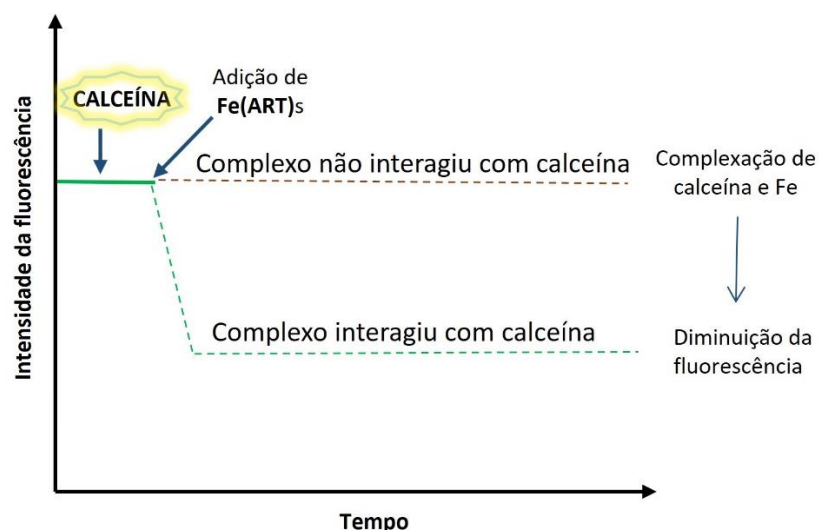 Intensidade da fluorescência
CALCEÍNA
Adição de
Fe(ART)s
Complexo não interagiu com calceína
Complexo interagiu com calceína
Complexação de
calceína e Fe
Diminuição da
fluorescência
Tempo